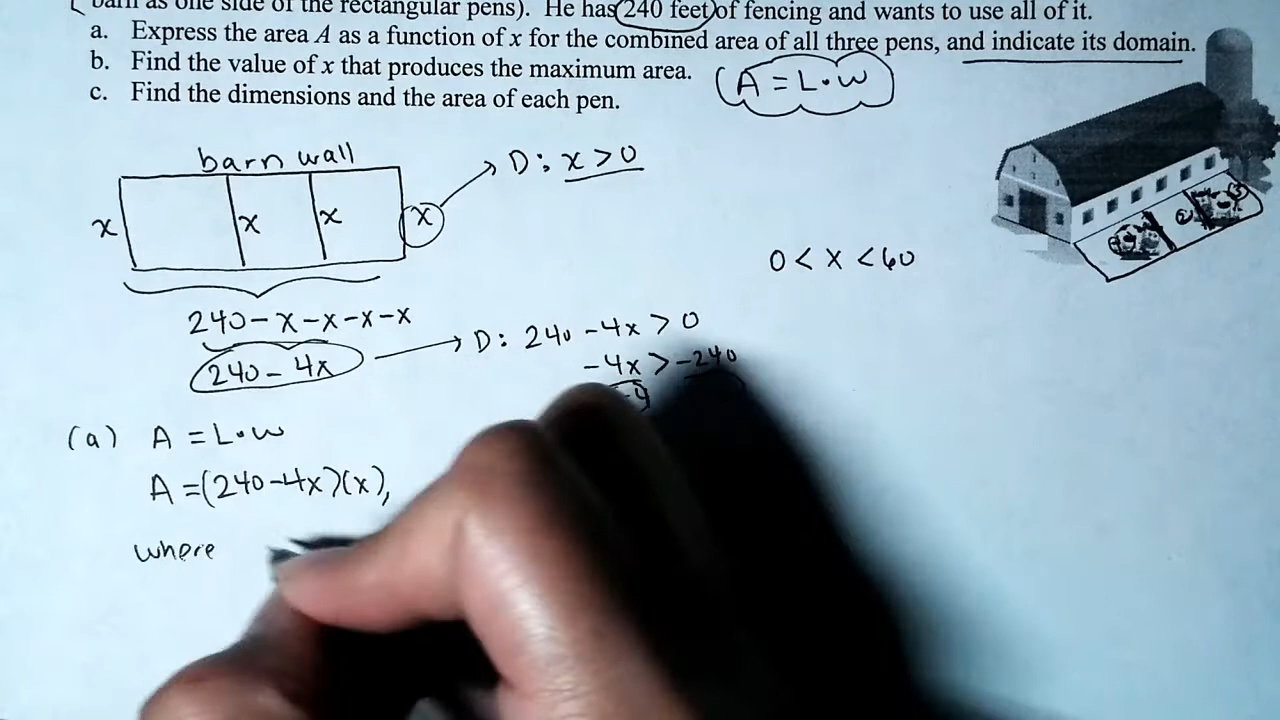 barn as one side of the rectangular pens). He has 240 feet of fencing and wants to use all of it.
a. Express the area A as a function of x for the combined area of all three pens, and indicate its domain.
b. Find the value of x that produces the maximum area.
c. Find the dimensions and the area of each pen.
(A = L·W
barn wall
D: x > 0
x x x x
0 < x < 60
240 - x - x - x - x
240 - 4x
D: 240 - 4x > 0
-4x > -240
-4
(a) A = L·W
A = (240-4x)(x),
where